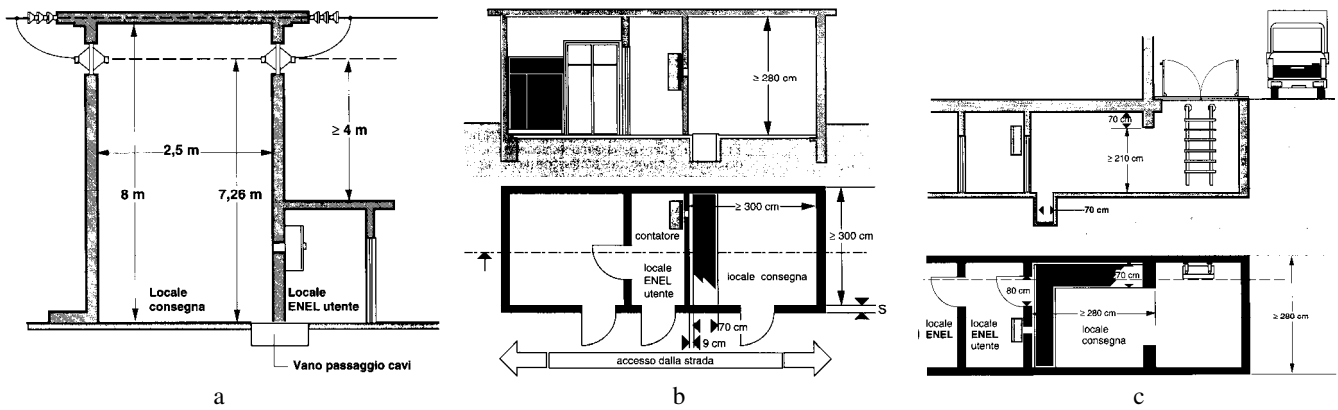 ≥ 4 m
2,5 m
8 m
7,26 m
Locale
consegna
Locale
ENEL utente
Vano passaggio cavi
a
≥ 280 cm
≥ 300 cm
≥ 300 cm
contatore
locale
ENEL
utente
locale consegna
S
70 cm
9 cm
accesso dalla strada
b
70 cm
≥ 210 cm
70 cm
70 cm
80 cm
≥ 280 cm
≥ 280 cm
locale
ENEL
locale
ENEL
utente
locale
consegna
c